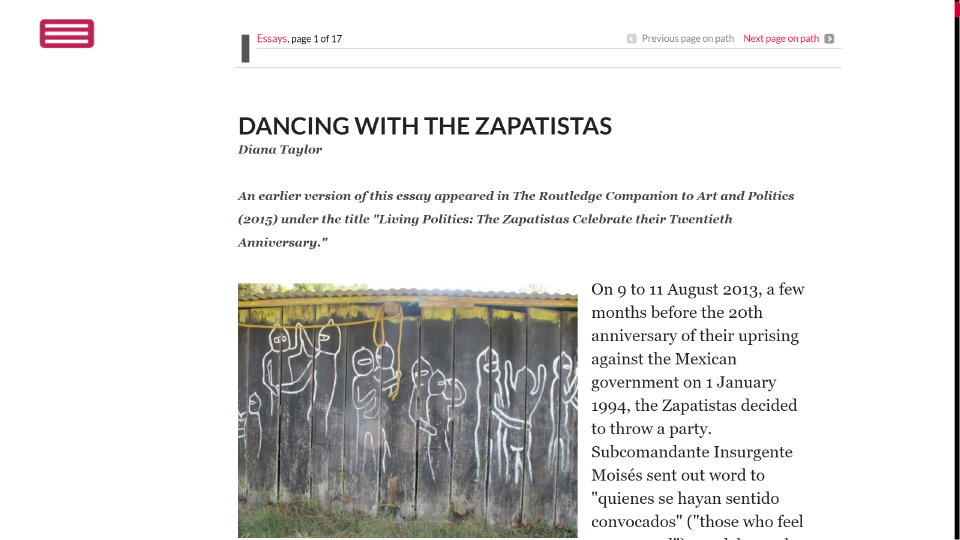 Essays, page 1 of 17
Previous page on path Next page on path
DANCING WITH THE ZAPATISTAS
Diana Taylor
An earlier version of this essay appeared in The Routledge Companion to Art and Politics
(2015) under the title "Living Politics: The Zapatistas Celebrate their Twentieth
Anniversary."
On 9 to 11 August 2013, a few
months before the 20th
anniversary of their uprising
against the Mexican
government on 1 January
1994, the Zapatistas decided
to throw a party.
Subcomandante Insurgente
Moisés sent out word to
"quienes se hayan sentido
convocados" ("those who feel